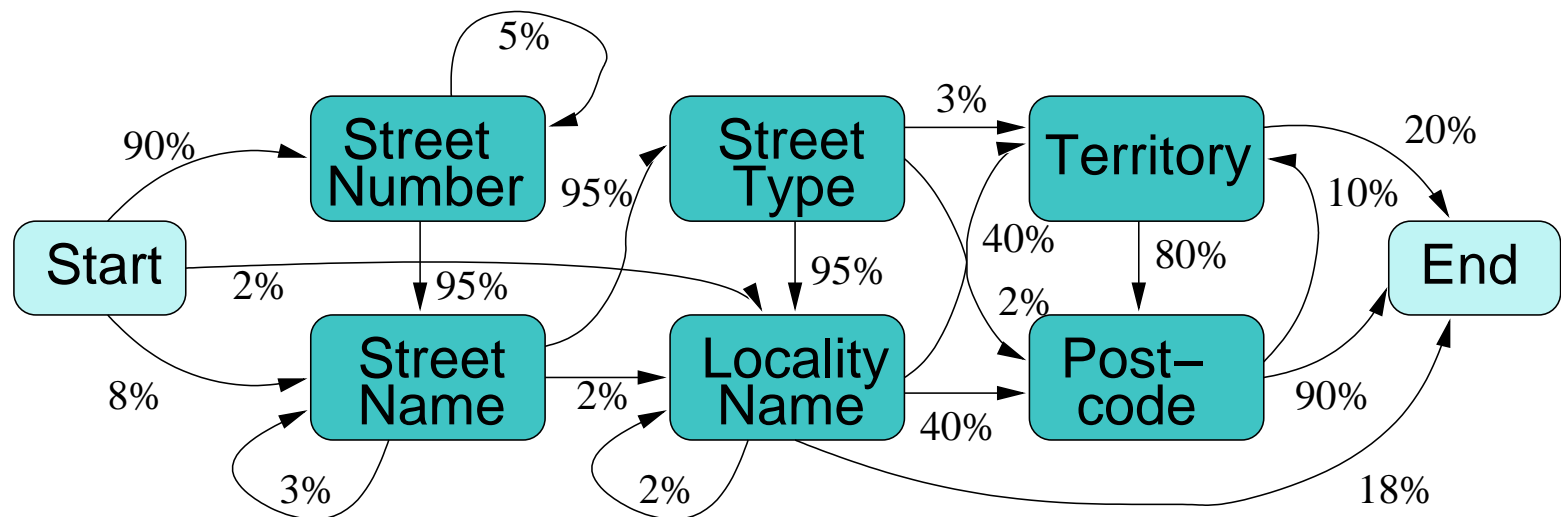 5%
90%
Street
Number
95%
Street
Type
3%
Territory
20%
10%
Start
2%
95%
95%
40%
80%
End
8%
Street
Name
2%
Locality
Name
2%
40%
Post–
code
90%
3%
2%
18%